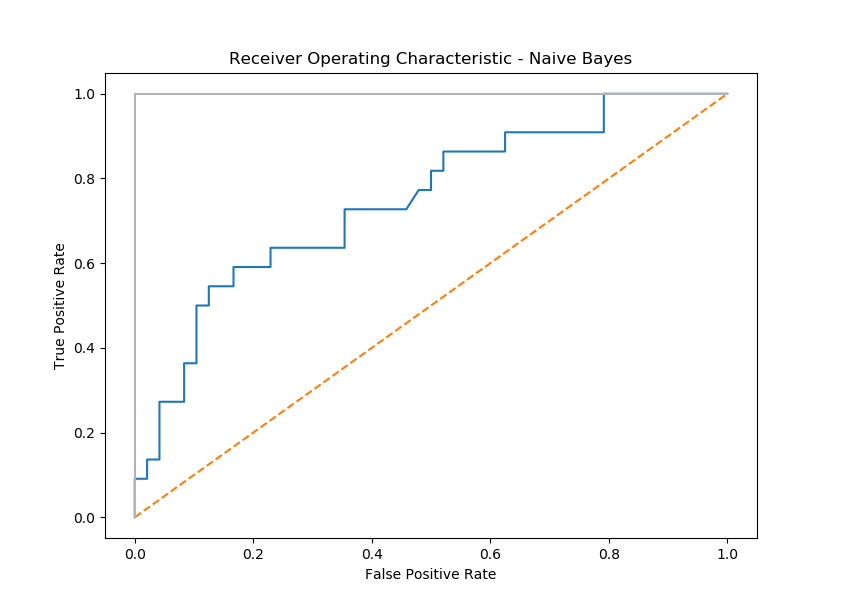 Receiver Operating Characteristic - Naive Bayes
1.0
0.8
0.6
0.4
0.2
0.0
True Positive Rate
0.0 0.2 0.4 0.6 0.8 1.0
False Positive Rate